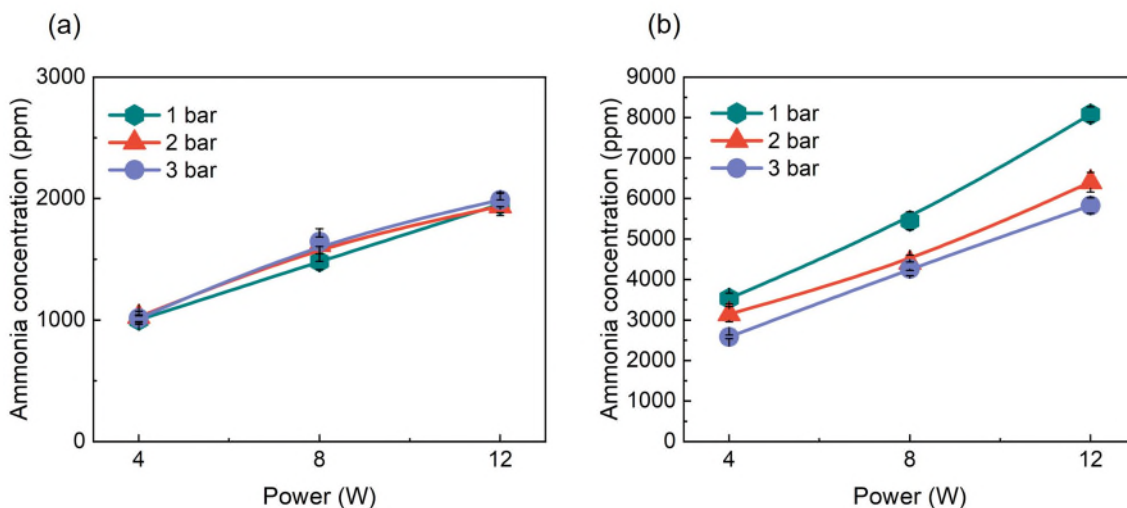 (a)
3000
2000
1000
0
1 bar
2 bar
3 bar
4
8
12
Ammonia concentration (ppm)
Power (W)
(b)
9000
8000
7000
6000
5000
4000
3000
2000
1000
0
1 bar
2 bar
3 bar
4
8
12
Ammonia concentration (ppm)
Power (W)